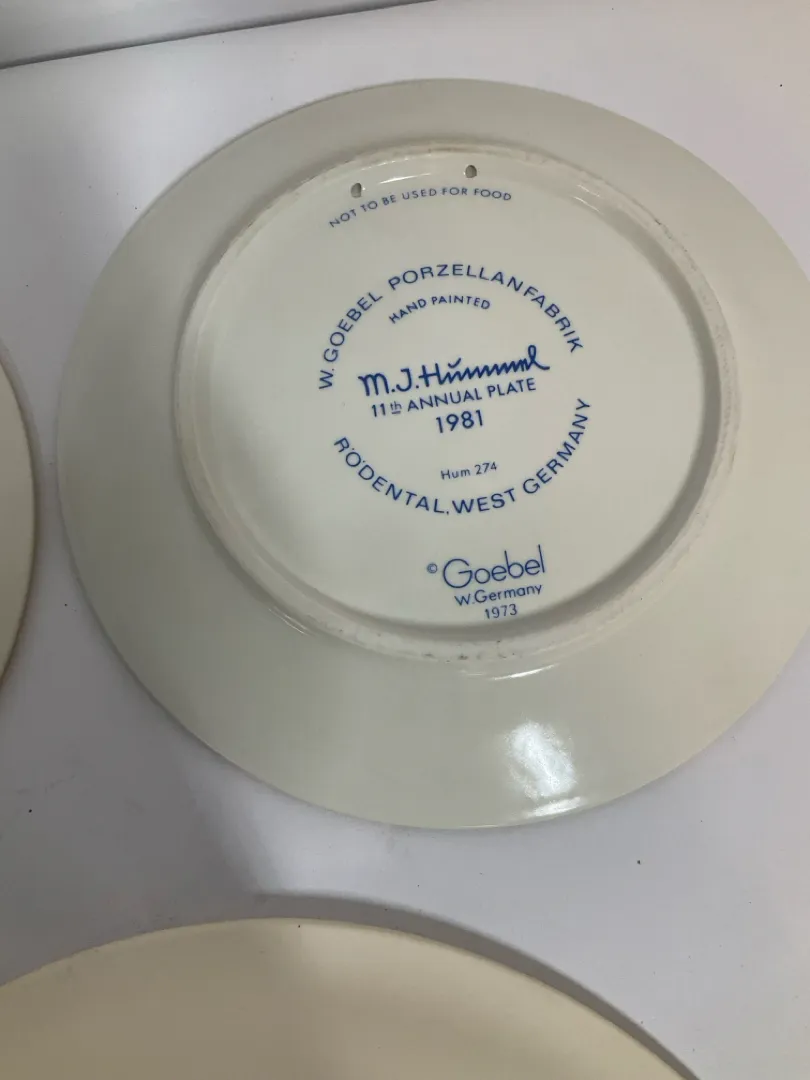 NOT TO BE USED FOR FOOD
W. GOEBEL PORZELLANFABRIK
HAND PAINTED
M.J.Hummel
11th ANNUAL PLATE
1981
Hum 274
RÖDENTAL, WEST GERMANY
© Goebel
W.Germany
1973